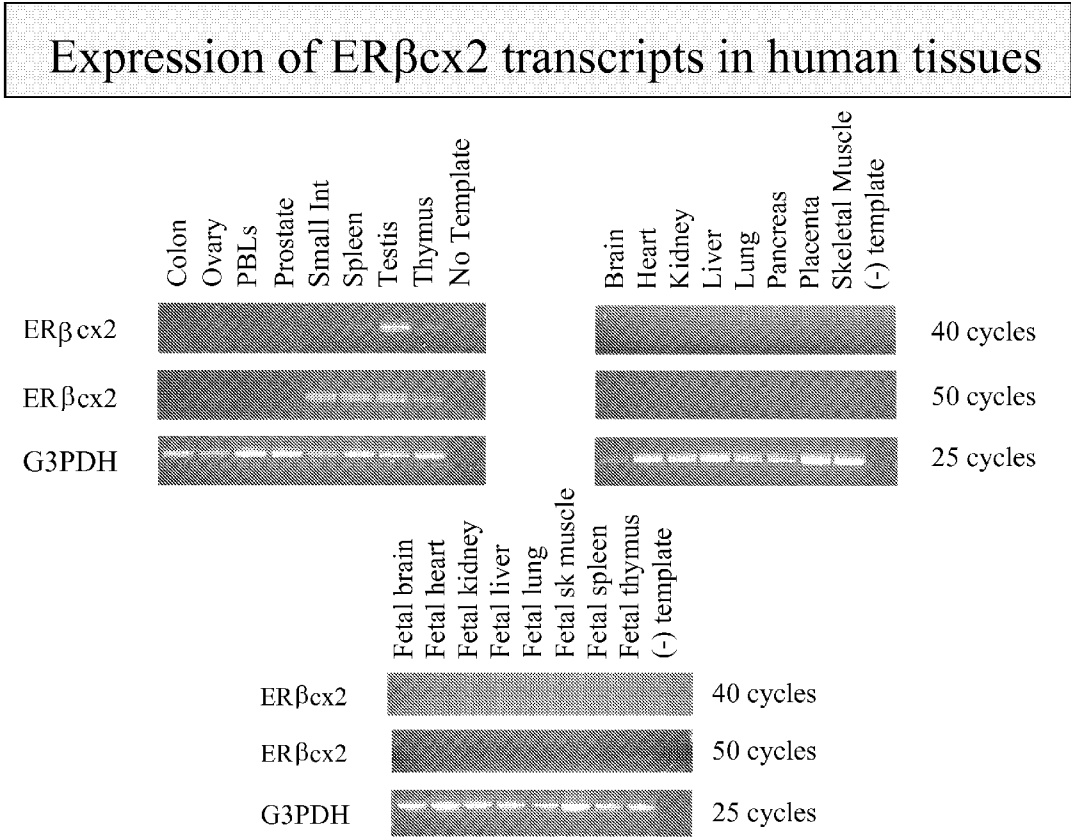 Expression of ERβcx2 transcripts in human tissues
Colon
Ovary
PBLs
Prostate
Small Int
Spleen
Testis
Thymus
No Template
Brain
Heart
Kidney
Liver
Lung
Pancreas
Placenta
Skeletal Muscle
(-) template
ERβcx2
40 cycles
ERβcx2
50 cycles
G3PDH
25 cycles
Fetal brain
Fetal heart
Fetal kidney
Fetal liver
Fetal lung
Fetal sk muscle
Fetal spleen
Fetal thymus
(-) template
ERβcx2
40 cycles
ERβcx2
50 cycles
G3PDH
25 cycles